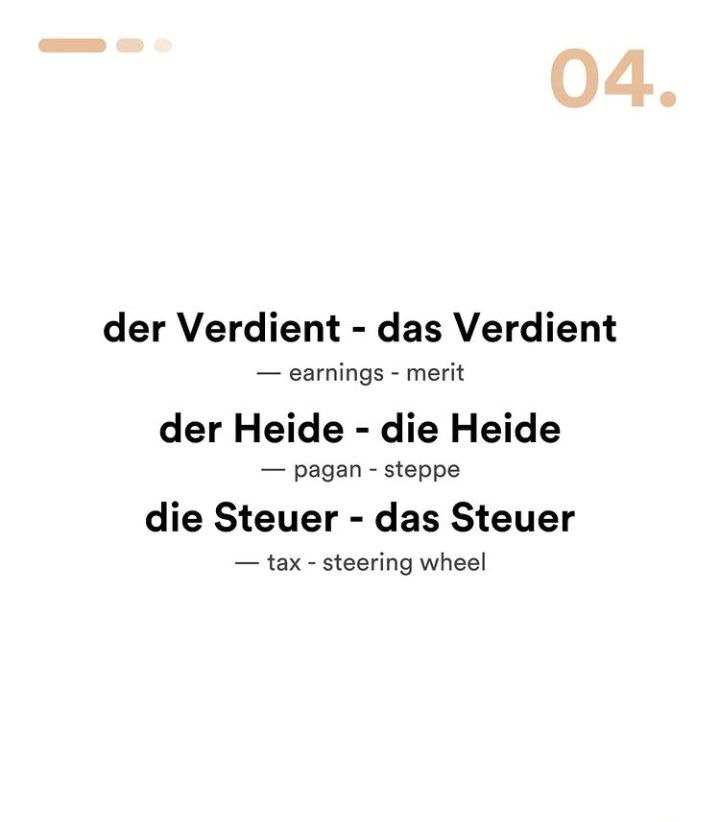 04.
der Verdient - das Verdient
— earnings - merit
der Heide - die Heide
— pagan - steppe
die Steuer - das Steuer
— tax - steering wheel